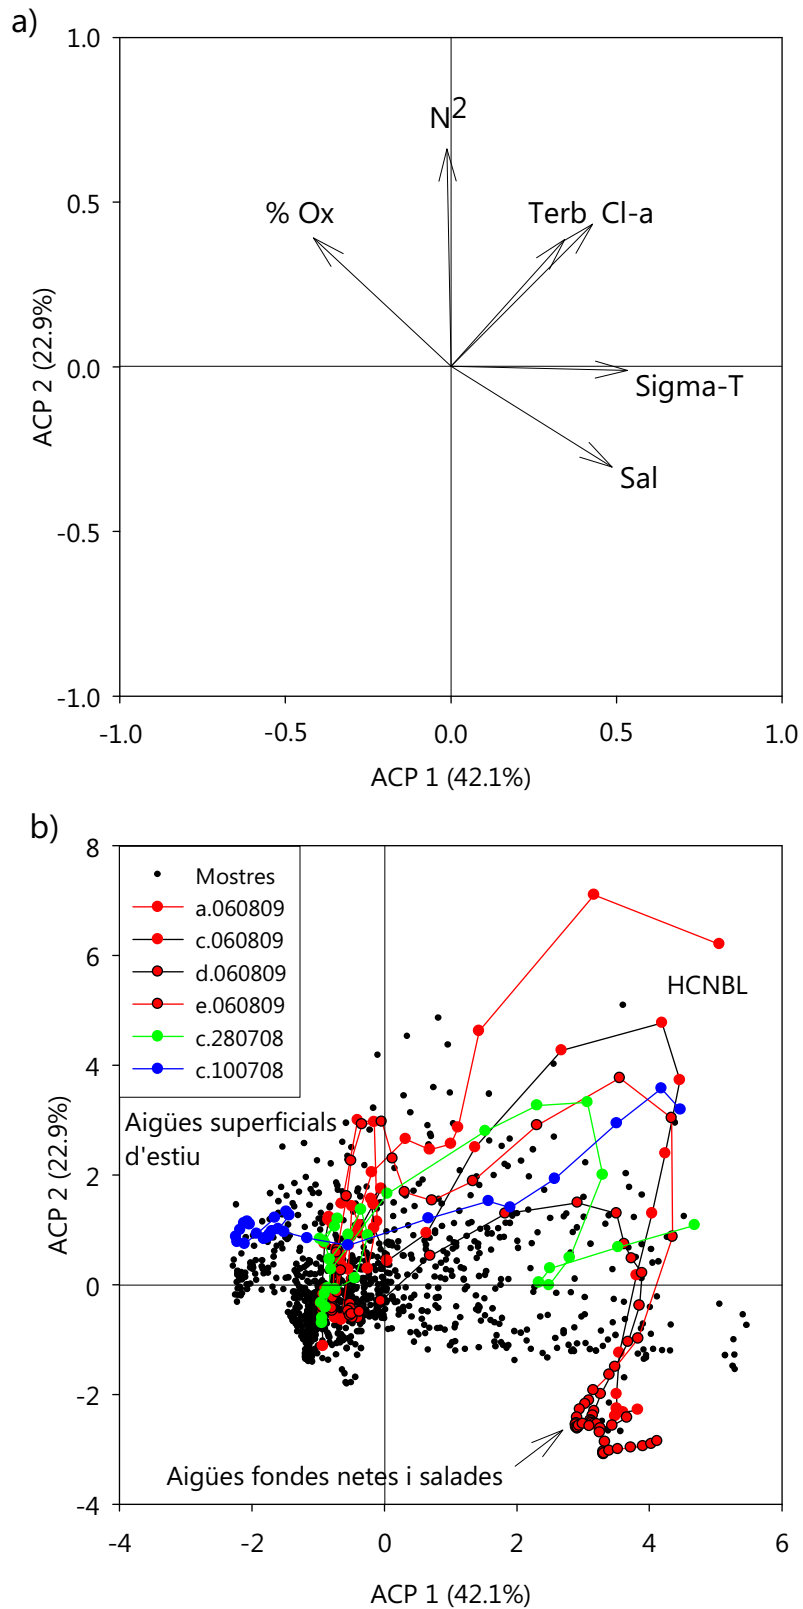 a)
1.0
0.5
0.0
-0.5
-1.0
ACP 2 (22.9%)
N2
% Ox
Terb Cl-a
Sigma-T
Sal
-1.0 -0.5 0.0 0.5 1.0
ACP 1 (42.1%)
b)
8
6
4
2
0
-2
-4
ACP 2 (22.9%)
Mostres
a.060809
c.060809
d.060809
e.060809
c.280708
c.100708
HCNBL
Aigües superficials
d'estiu
Aigües fondes netes i salades
-4 -2 0 2 4 6
ACP 1 (42.1%)